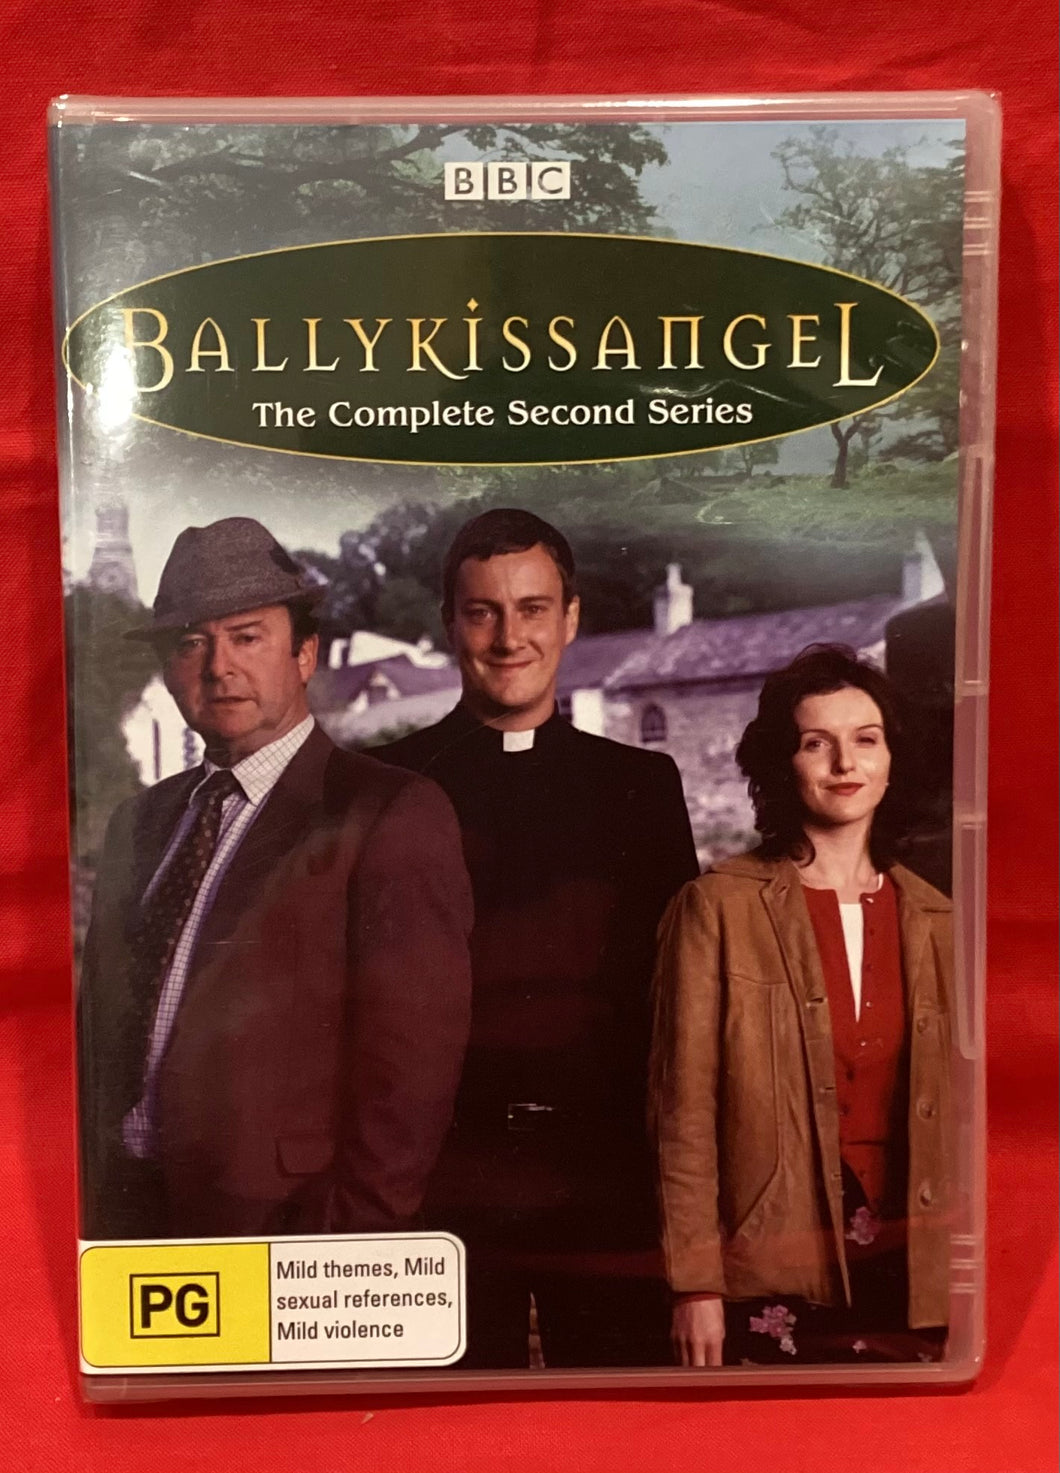 BBC
BALLYKISSANGEL
The Complete Second Series
PG
Mild themes, Mild
sexual references,
Mild violence